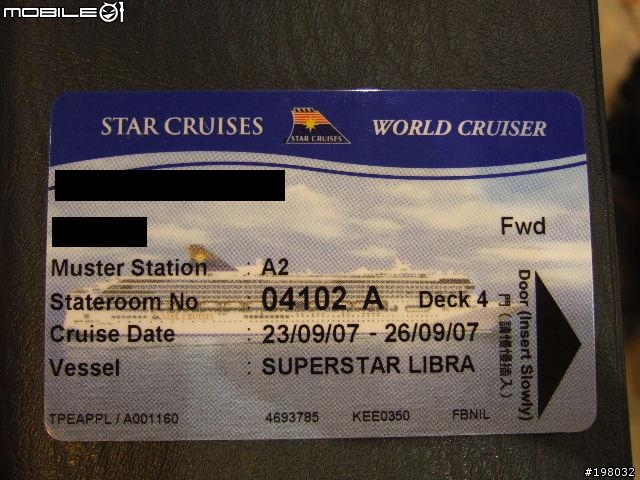 MOBILE01
STAR CRUISES
STAR CRUISES
WORLD CRUISER
Fwd
Muster Station : A2
Stateroom No : 04102 A Deck 4
Cruise Date : 23/09/07 - 26/09/07
Vessel : SUPERSTAR LIBRA
Door (Insert Slowly)
門 (請慢慢插入)
TPEAPPL / A001160 4693785 KEE0350 FBNIL
#198032